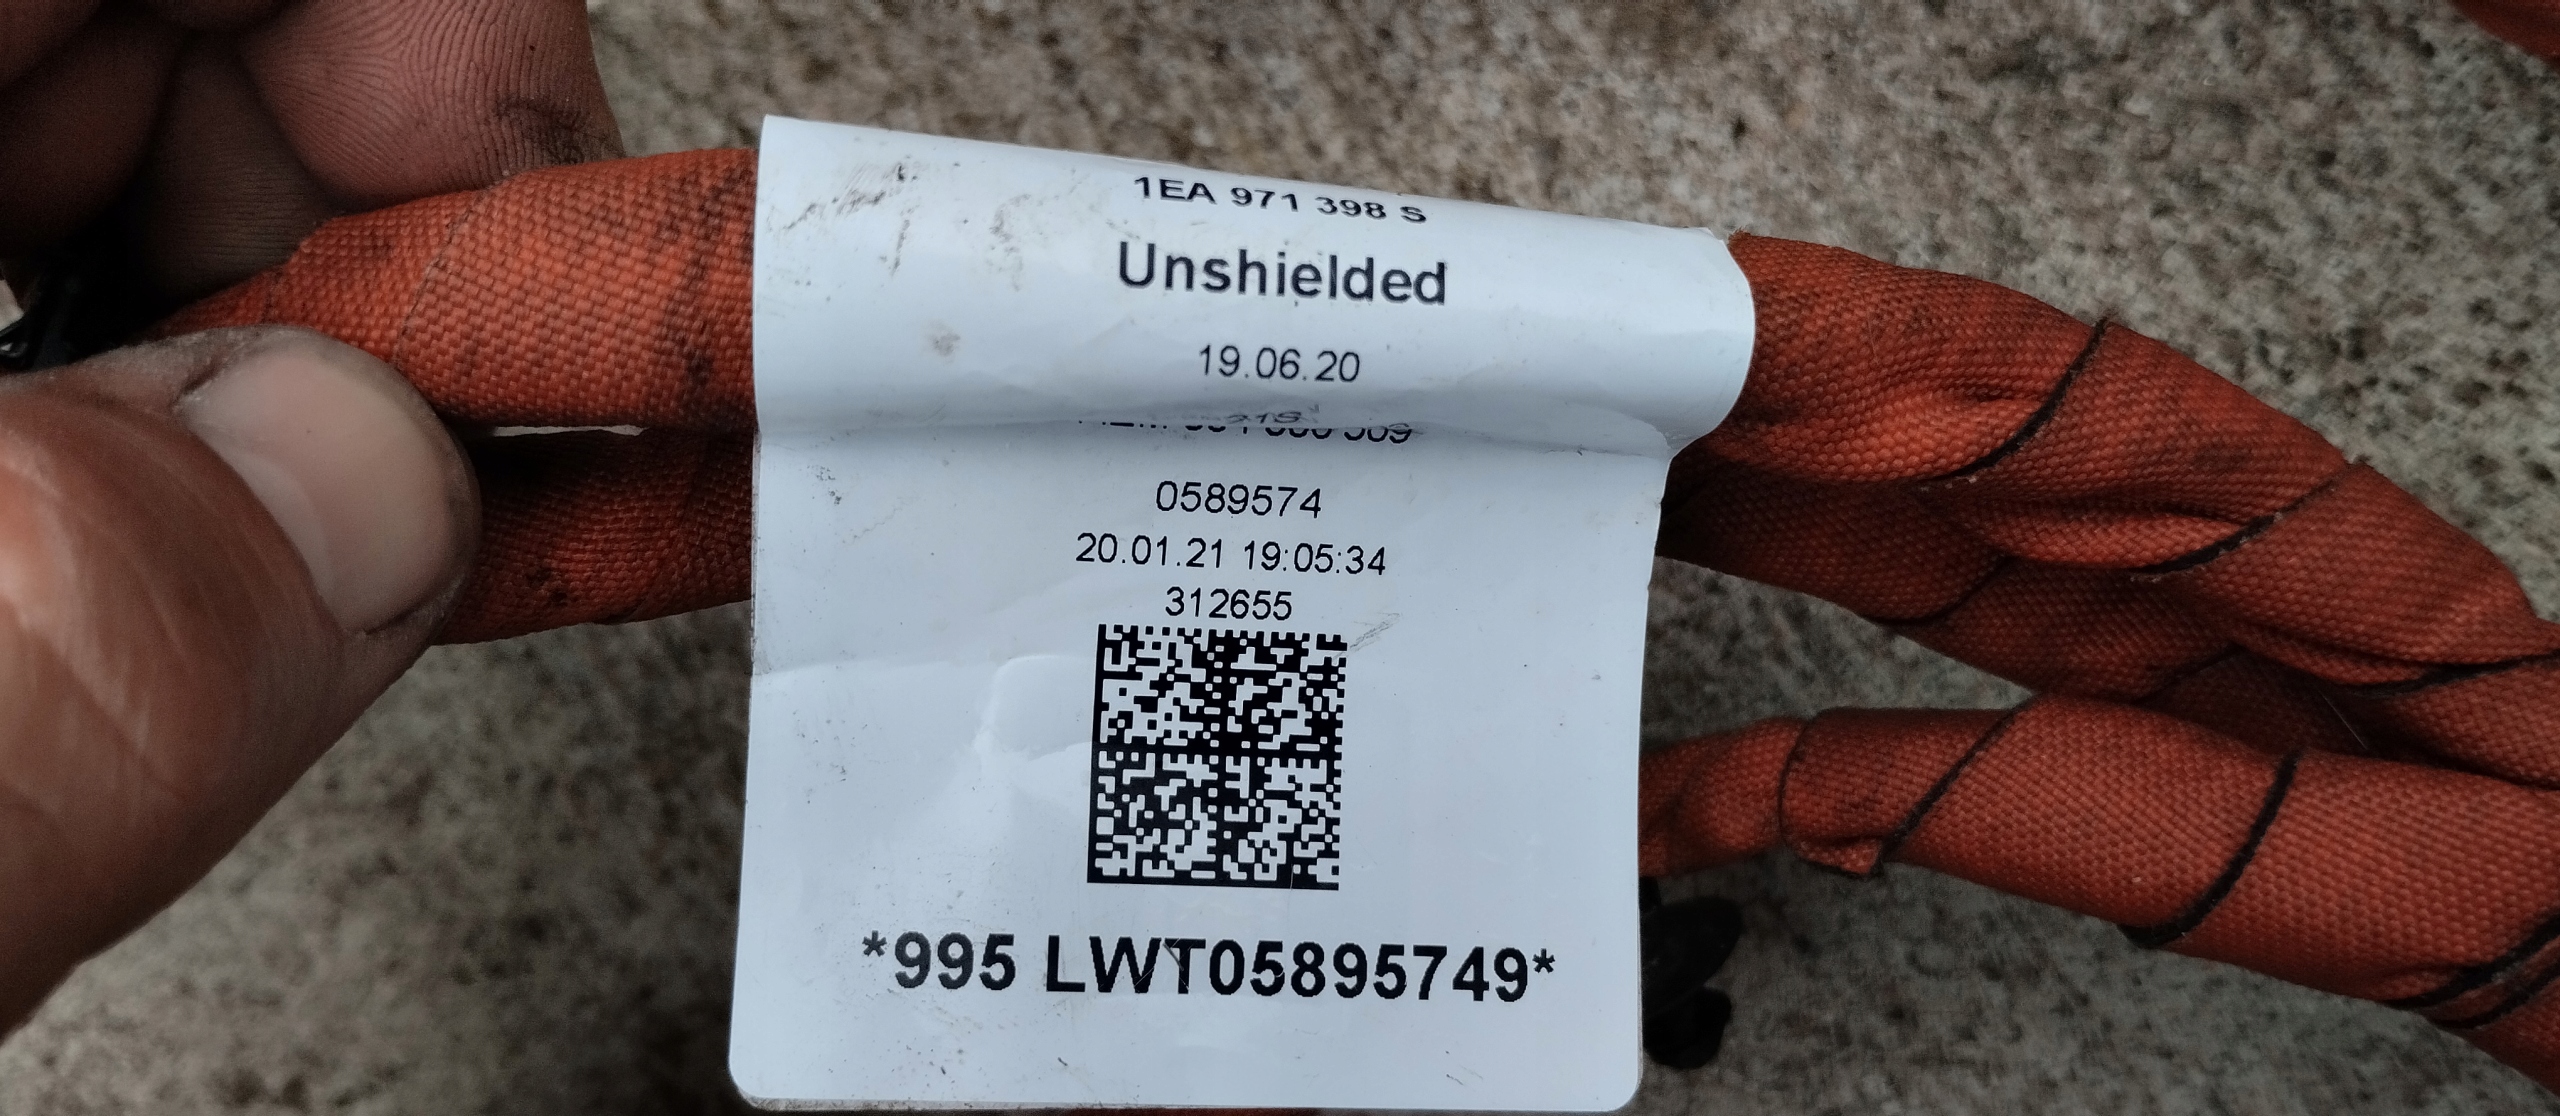 1EA 971 398 S
Unshielded
19.06.20
0589574
20.01.21 19:05:34
312655
*995 LWT05895749*